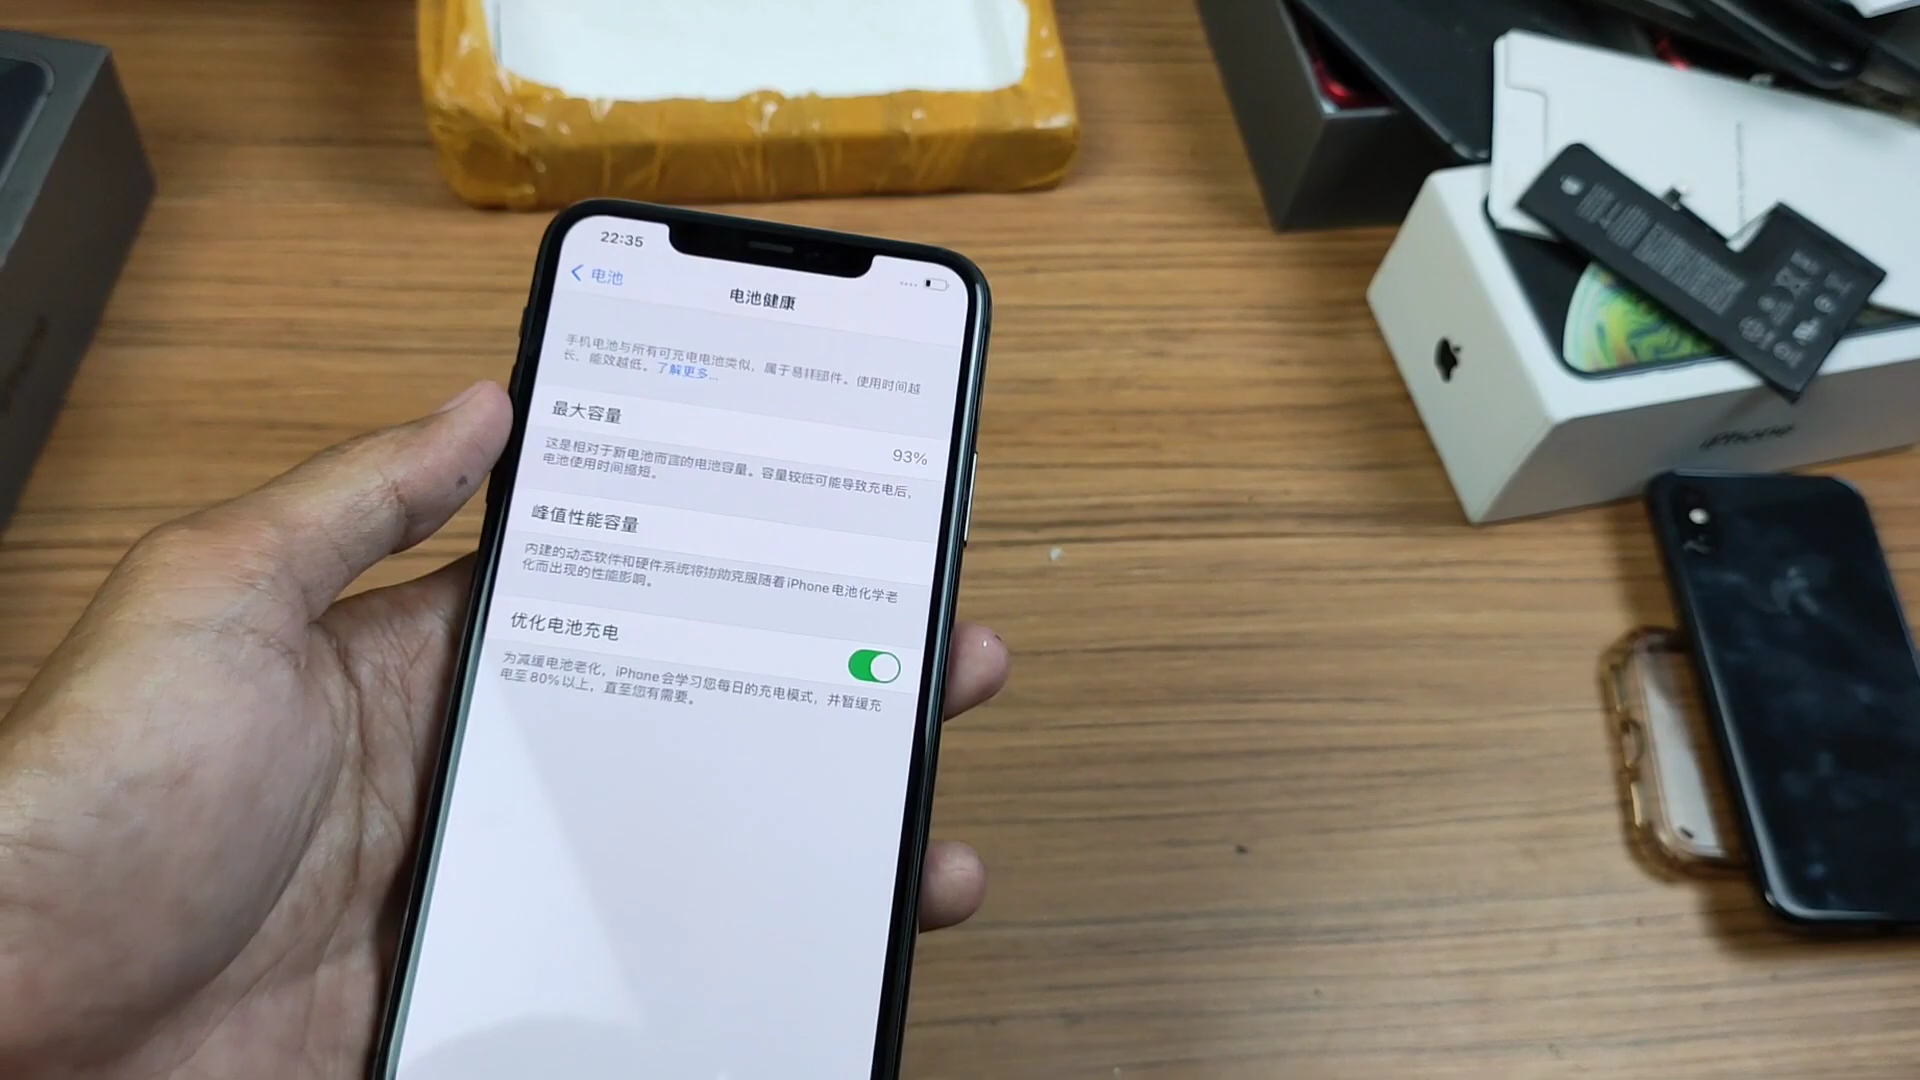 22:35
电池
电池健康
手机电池与所有可充电电池类似，属于易耗部件。使用时间越
长，能效越低。了解更多...
最大容量
93%
这是相对于新电池而言的电池容量。容量较低可能导致充电后，
电池使用时间缩短。
峰值性能容量
内建的动态软件和硬件系统将协助克服随着iPhone电池化学老
化而出现的性能影响。
优化电池充电
为减缓电池老化，iPhone会学习您每日的充电模式，并暂缓充
电至80%以上，直至您有需要。
iPhone